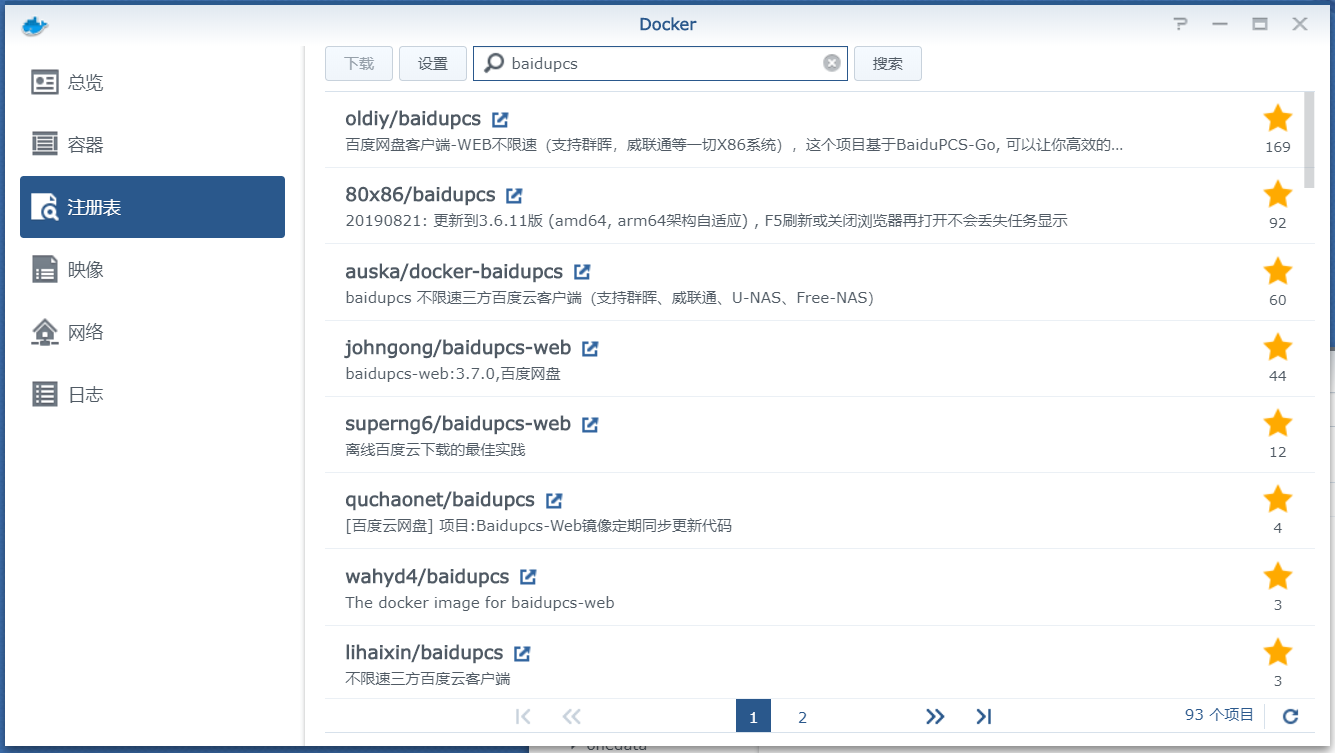 Docker
总览
容器
注册表
映像
网络
日志
下载 设置 baidupcs 搜索
oldiy/baidupcs
百度网盘客户端-WEB不限速（支持群晖，威联通等一切X86系统），这个项目基于BaiduPCS-Go, 可以让你高效的...
169
80x86/baidupcs
20190821: 更新到3.6.11版 (amd64, arm64架构自适应) , F5刷新或关闭浏览器再打开不会丢失任务显示
92
auska/docker-baidupcs
baidupcs 不限速三方百度云客户端（支持群晖、威联通、U-NAS、Free-NAS）
60
johngong/baidupcs-web
baidupcs-web:3.7.0,百度网盘
44
superng6/baidupcs-web
离线百度云下载的最佳实践
12
quchaonet/baidupcs
[百度云网盘] 项目:Baidupcs-Web镜像定期同步更新代码
4
wahyd4/baidupcs
The docker image for baidupcs-web
3
lihaixin/baidupcs
不限速三方百度云客户端
3
1 2 93 个项目
onedata